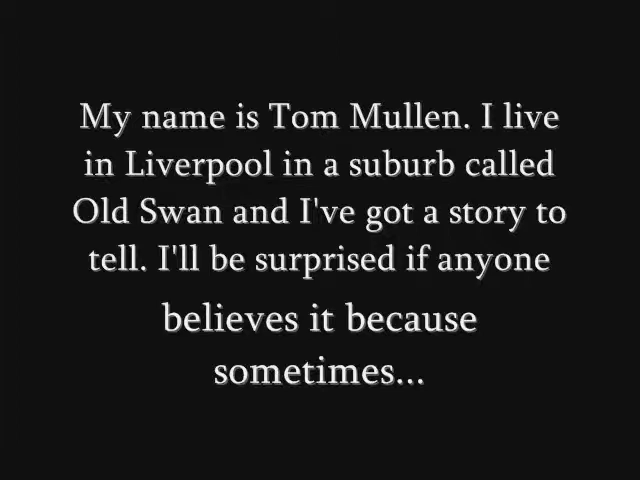 My name is Tom Mullen. I live
in Liverpool in a suburb called
Old Swan and I've got a story to
tell. I'll be surprised if anyone
believes it because
sometimes...